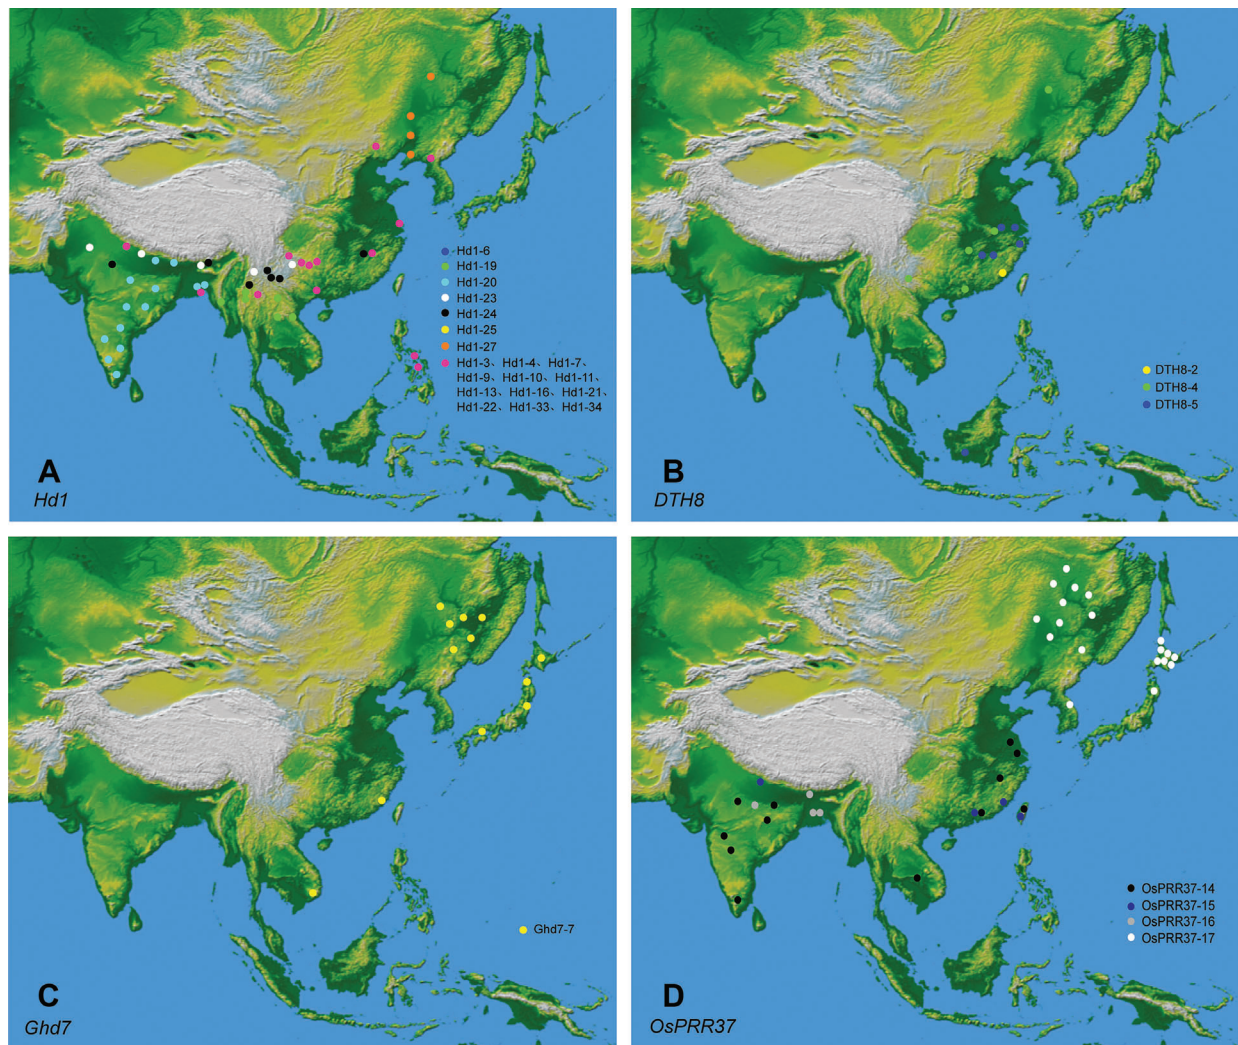 Hd1-6
Hd1-19
Hd1-20
Hd1-23
Hd1-24
Hd1-25
Hd1-27
Hd1-3、Hd1-4、Hd1-7、
Hd1-9、Hd1-10、Hd1-11、
Hd1-13、Hd1-16、Hd1-21、
Hd1-22、Hd1-33、Hd1-34
A
Hd1
DTH8-2
DTH8-4
DTH8-5
B
DTH8
Ghd7-7
C
Ghd7
OsPRR37-14
OsPRR37-15
OsPRR37-16
OsPRR37-17
D
OsPRR37